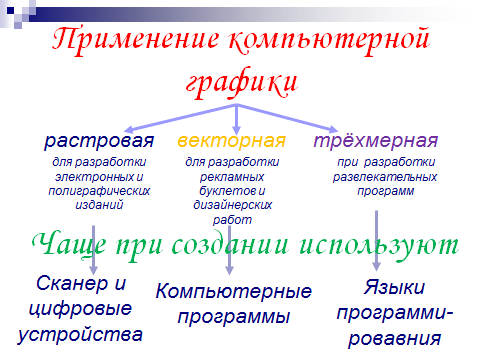 Применение компьютерной
графики
растровая векторная трёхмерная
для разработки
электронных и
полиграфических
изданий
для разработки
рекламных
буклетов и
дизайнерских
работ
при разработки
развлекательных
программ
Чаще при создании используют
Сканер и
цифровые
устройства
Компьютерные
программы
Языки
программи-
ровавния